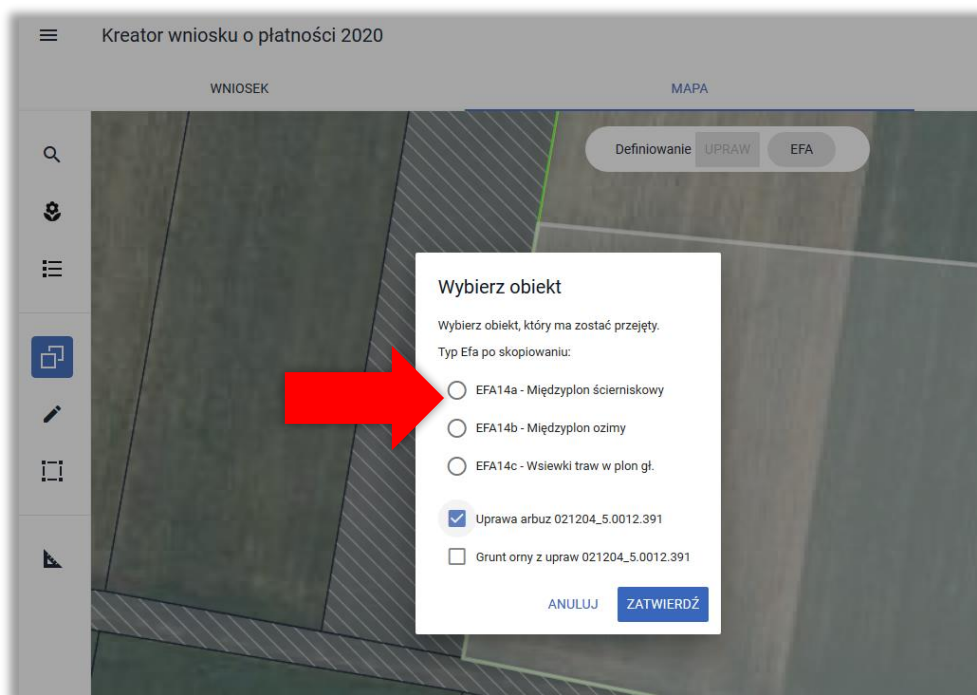 Kreator wniosku o płatności 2020
WNIOSEK
MAPA
Definiowanie UPRAW EFA
Wybierz obiekt
Wybierz obiekt, który ma zostać przejęty.
Typ Efa po skopiowaniu:
EFA14a - Międzyplon ścierniskowy
EFA14b - Międzyplon ozimy
EFA14c - Wsiewki traw w plon gł.
Uprawa arbuz 021204_5.0012.391
Grunt orny z upraw 021204_5.0012.391
ANULUJ ZATWIERDŹ